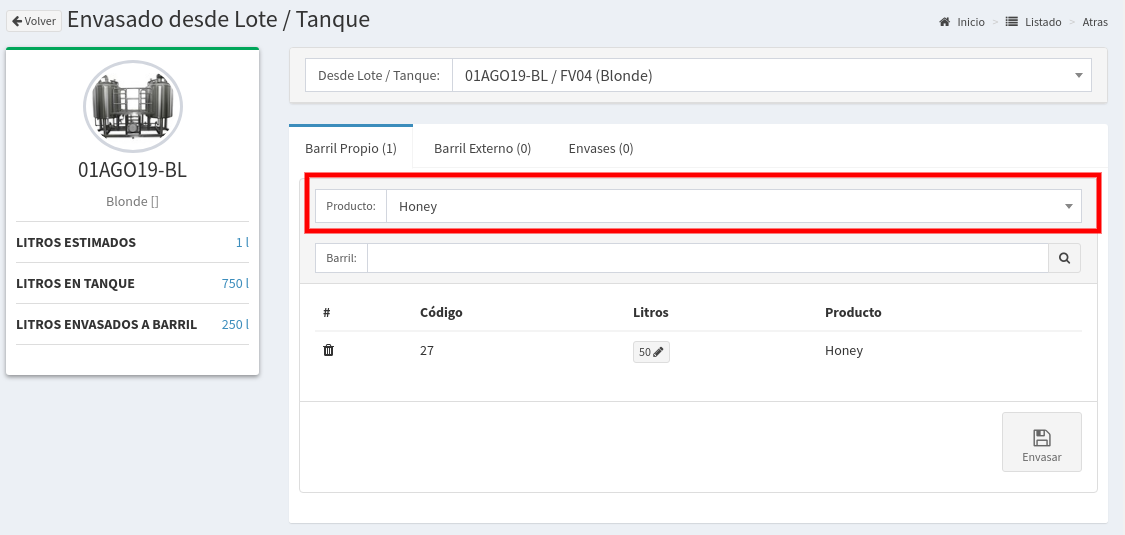 Volver Envasado desde Lote / Tanque
Inicio > Listado > Atras
01AGO19-BL
Blonde []
LITROS ESTIMADOS 1 l
LITROS EN TANQUE 750 l
LITROS ENVASADOS A BARRIL 250 l
Desde Lote / Tanque: 01AGO19-BL / FV04 (Blonde)
Barril Propio (1) Barril Externo (0) Envases (0)
Producto: Honey
Barril:
# Código Litros Producto
27 50 Honey
Envasar